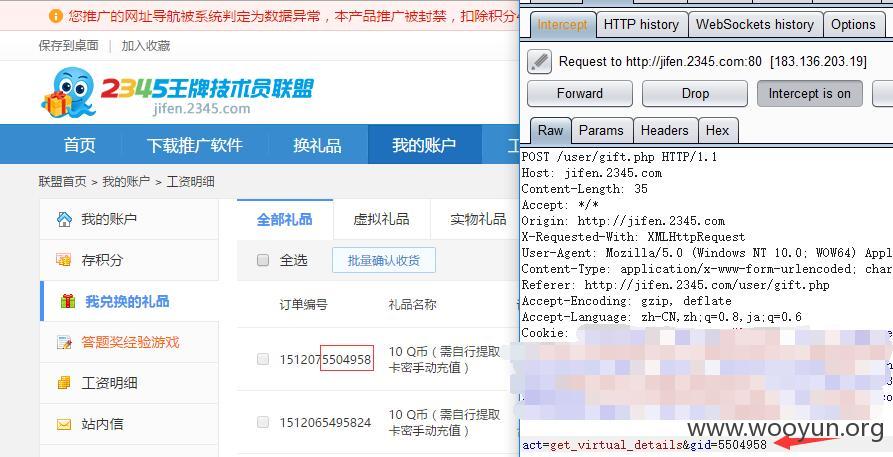 您推广的网址导航被系统判定为数据异常，本产品推广被封禁，扣除积分
保存到桌面 | 加入收藏
2345王牌技术员联盟
jifen.2345.com
首页 下载推广软件 换礼品 我的账户
联盟首页 > 我的账户 > 工资明细
我的账户
存积分
我兑换的礼品
答题奖经验游戏
工资明细
站内信
全部礼品 虚拟礼品 实物礼品
全选 批量确认收货
订单编号 礼品名称
1512075504958 10 Q币（需自行提取
卡密手动充值）
1512065495824 10 Q币（需自行提取
卡密手动充值）
Intercept HTTP history WebSockets history Options
Request to http://jifen.2345.com:80 [183.136.203.19]
Forward Drop Intercept is on
Raw Params Headers Hex
POST /user/gift.php HTTP/1.1
Host: jifen.2345.com
Content-Length: 35
Accept: */*
Origin: http://jifen.2345.com
X-Requested-With: XMLHttpRequest
User-Agent: Mozilla/5.0 (Windows NT 10.0; WOW64) Appl
Content-Type: application/x-www-form-urlencoded; char
Referer: http://jifen.2345.com/user/gift.php
Accept-Encoding: gzip, deflate
Accept-Language: zh-CN,zh;q=0.8,ja;q=0.6
Cookie:
www.wooyun.org
act=get_virtual_details&gid=5504958